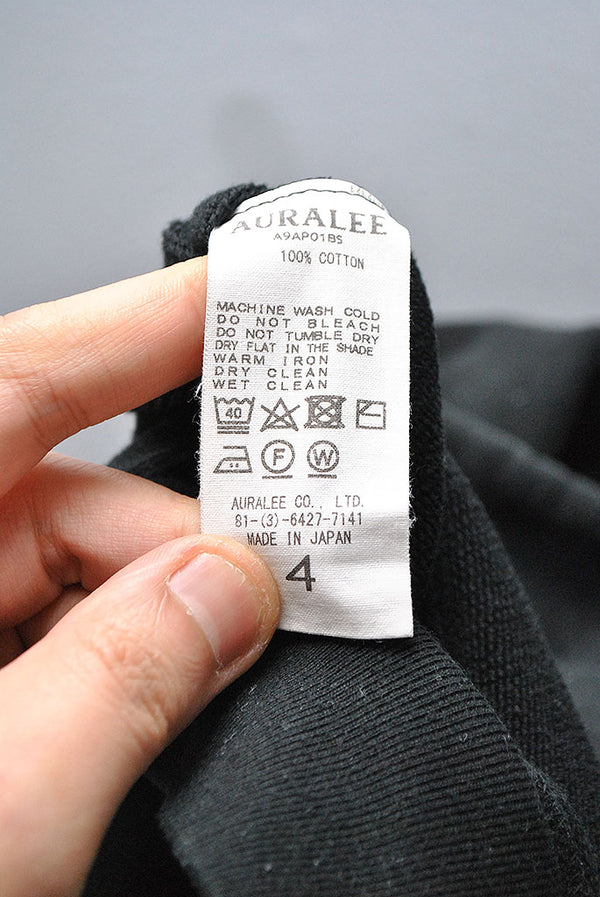 AURALEE
A9AP01BS
100% COTTON
MACHINE WASH COLD
DO NOT BLEACH
DO NOT TUMBLE DRY
DRY FLAT IN THE SHADE
WARM IRON
DRY CLEAN
WET CLEAN
40
F W
AURALEE CO., LTD.
81-(3)-6427-7141
MADE IN JAPAN
4